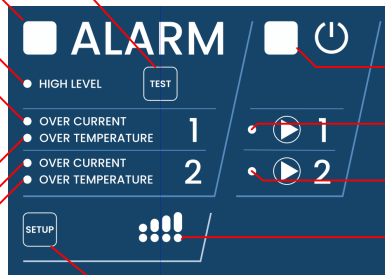 ALARM
HIGH LEVEL
TEST
OVER CURRENT
OVER TEMPERATURE
1
1
OVER CURRENT
OVER TEMPERATURE
2
2
SETUP